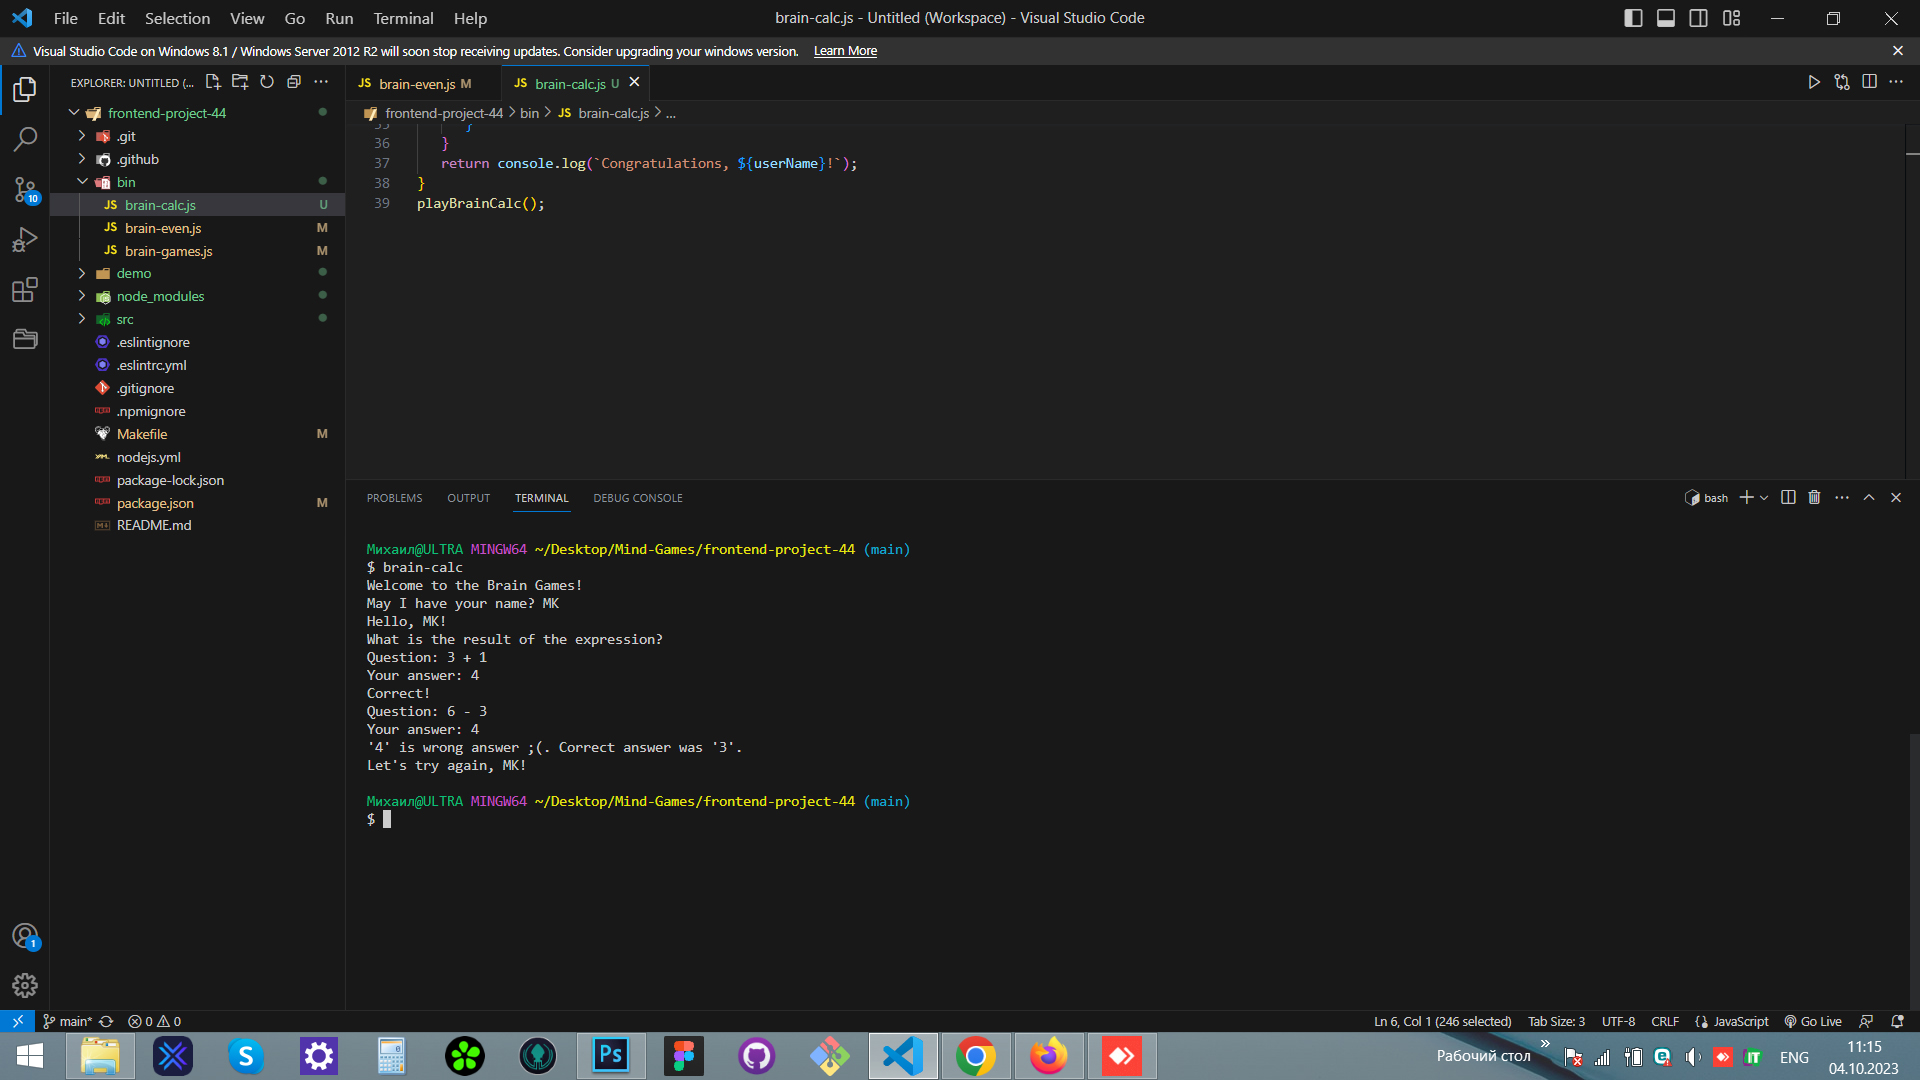 File Edit Selection View Go Run Terminal Help
brain-calc.js - Untitled (Workspace) - Visual Studio Code
Visual Studio Code on Windows 8.1 / Windows Server 2012 R2 will soon stop receiving updates. Consider upgrading your windows version. Learn More
EXPLORER: UNTITLED (...
frontend-project-44
.git
.github
bin
JS brain-calc.js U
JS brain-even.js M
JS brain-games.js M
demo
node_modules
src
.eslintignore
.eslintrc.yml
.gitignore
.npmignore
Makefile M
nodejs.yml
package-lock.json
package.json M
README.md
10
1
JS brain-even.js M
JS brain-calc.js U
frontend-project-44 > bin > JS brain-calc.js > ...
35 }
36 }
37 return console.log(`Congratulations, ${userName}!`);
38 }
39 playBrainCalc();
PROBLEMS OUTPUT TERMINAL DEBUG CONSOLE
bash
Михаил@ULTRA MINGW64 ~/Desktop/Mind-Games/frontend-project-44 (main)
$ brain-calc
Welcome to the Brain Games!
May I have your name? MK
Hello, MK!
What is the result of the expression?
Question: 3 + 1
Your answer: 4
Correct!
Question: 6 - 3
Your answer: 4
'4' is wrong answer ;(. Correct answer was '3'.
Let's try again, MK!
Михаил@ULTRA MINGW64 ~/Desktop/Mind-Games/frontend-project-44 (main)
$
main* 0 0
Ln 6, Col 1 (246 selected) Tab Size: 3 UTF-8 CRLF {} JavaScript Go Live
Ps
Рабочий стол
ENG
11:15
04.10.2023